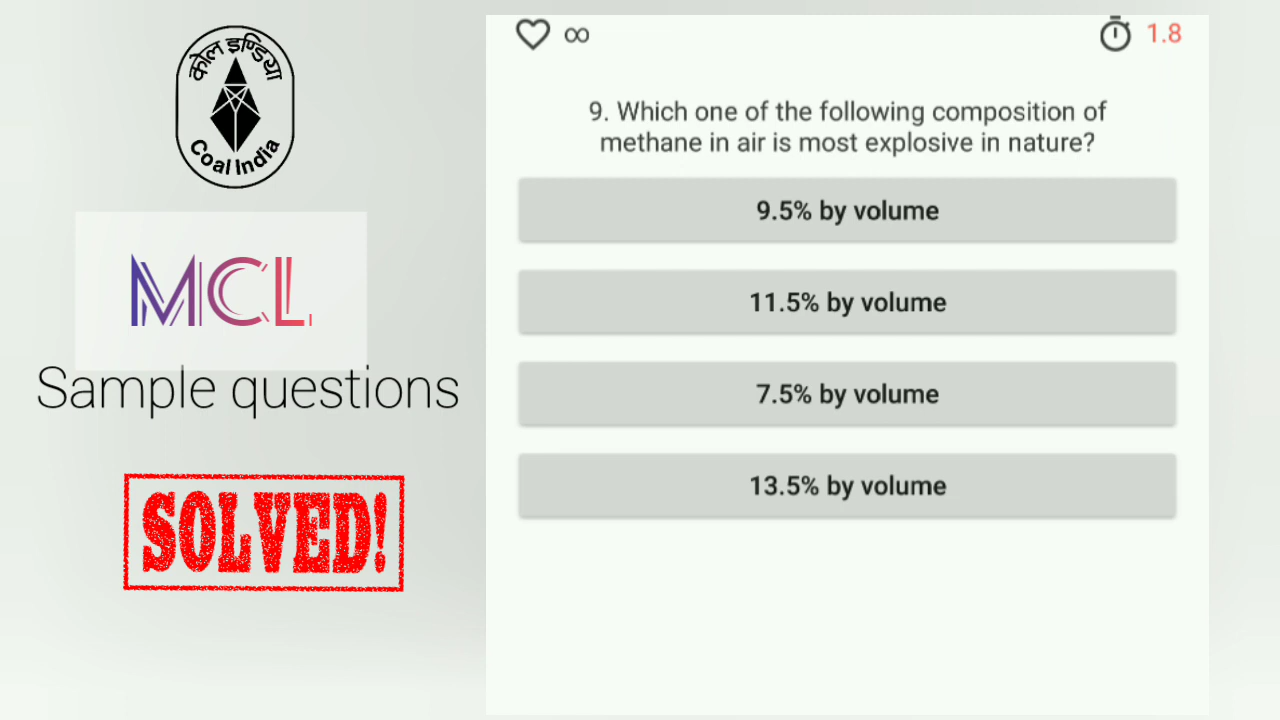 कोल इण्डिया
Coal India
MCL
Sample questions
SOLVED!
∞
1.8
9. Which one of the following composition of
methane in air is most explosive in nature?
9.5% by volume
11.5% by volume
7.5% by volume
13.5% by volume